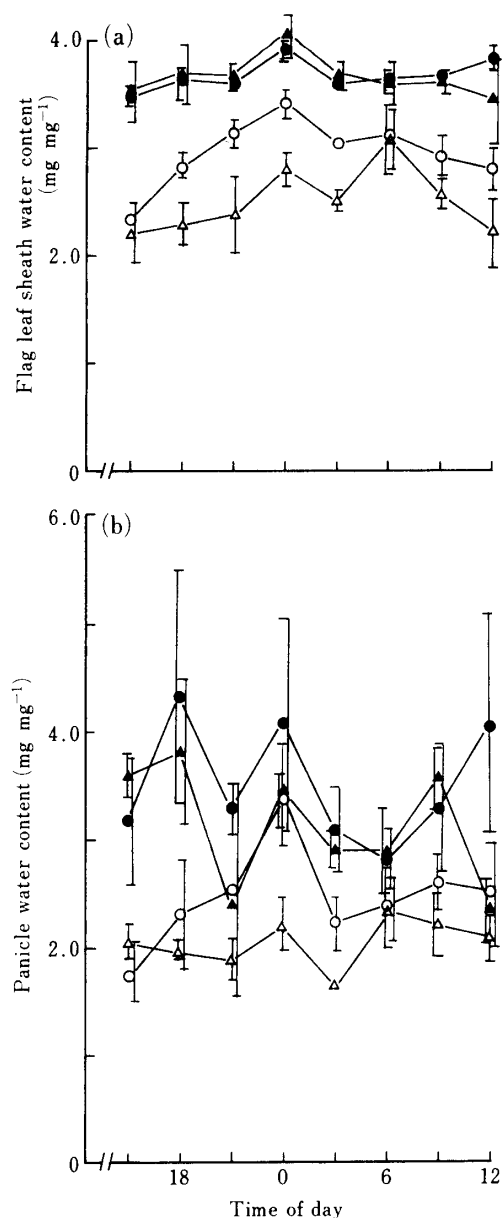 (a)
4.0
2.0
0
Flag leaf sheath water content
(mg mg⁻¹)
(b)
6.0
4.0
2.0
0
Panicle water content (mg mg⁻¹)
18
0
6
12
Time of day